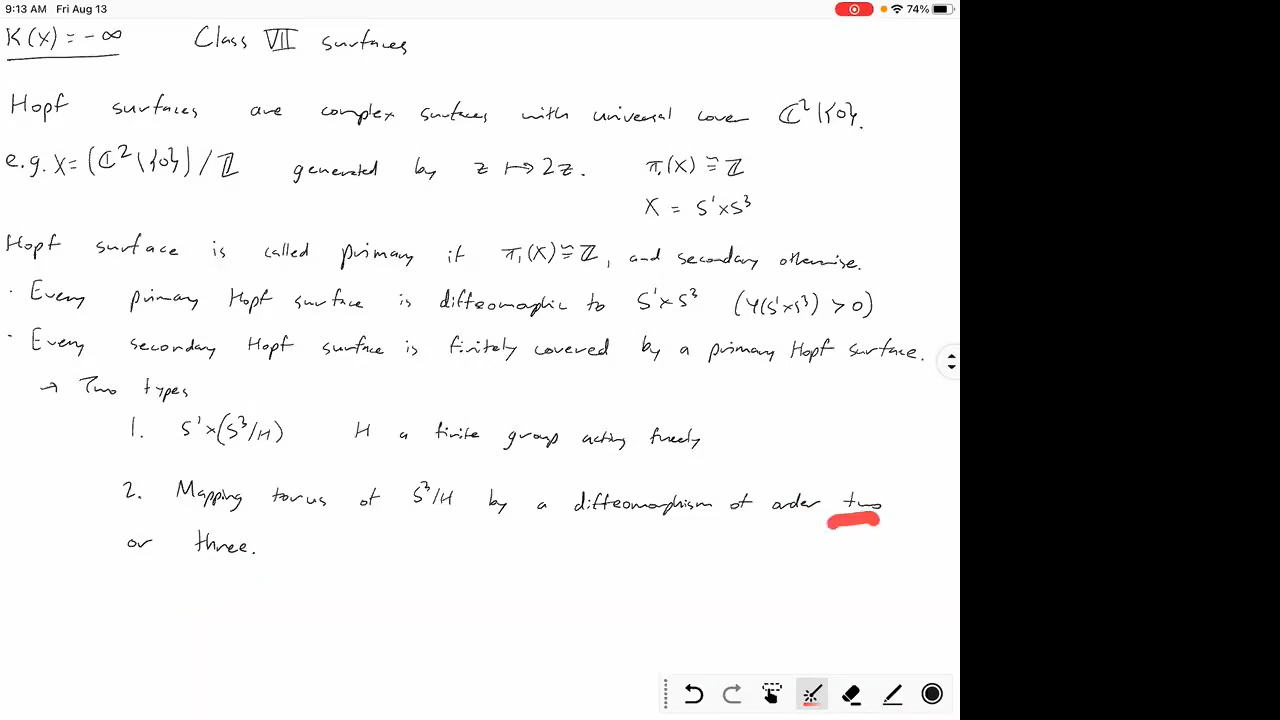 9:13 AM Fri Aug 13
74%
K(X) = -∞ Class VII surfaces
Hopf surfaces are complex surfaces with universal cover ℂ²\{0}.
e.g. X = (ℂ²\{0})/ℤ generated by z ↦ 2z. π₁(X) ≅ ℤ
X = S¹×S³
Hopf surface is called primary if π₁(X) ≅ ℤ, and secondary otherwise.
· Every primary Hopf surface is diffeomorphic to S¹×S³ (Y(S¹×S³) > 0)
· Every secondary Hopf surface is finitely covered by a primary Hopf surface.
→ Two types
1. S¹×(S³/H) H a finite group acting freely
2. Mapping torus of S³/H by a diffeomorphism of order two
or three.